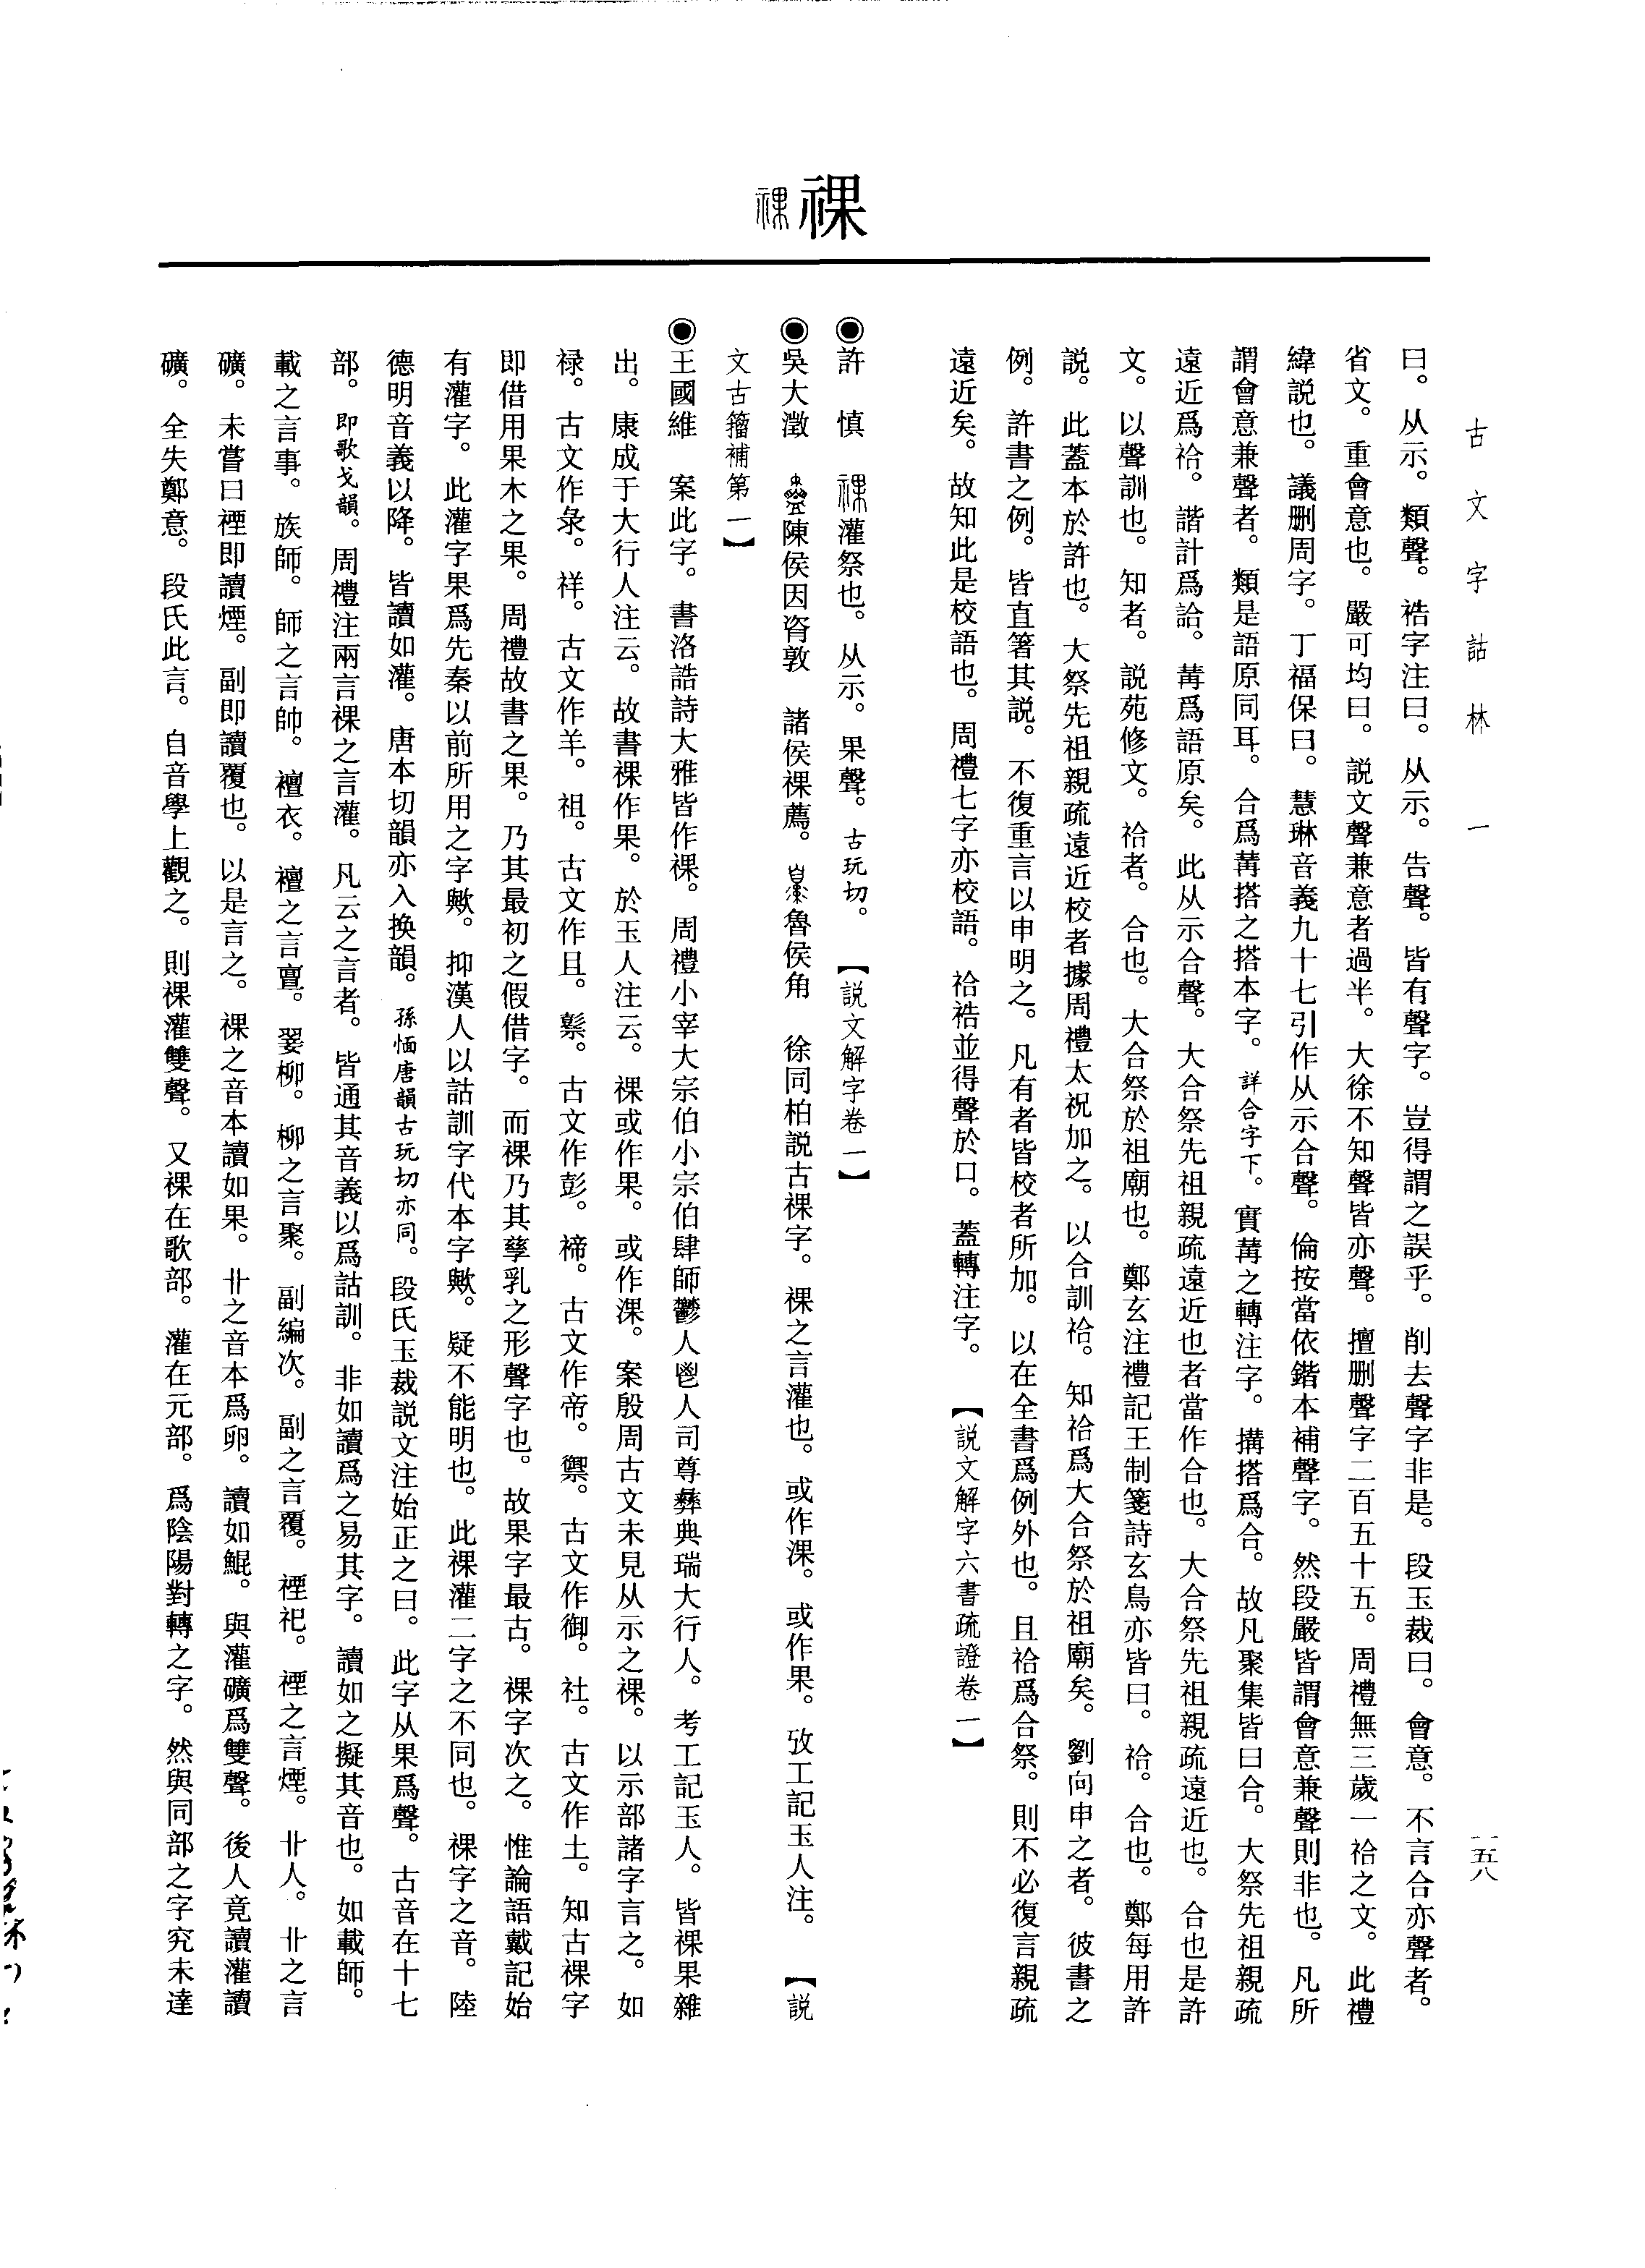 祼
古文字詁林 一
一五八
曰。从示。類聲。祰字注曰。从示。告聲。皆有聲字。豈得謂之誤乎。削去聲字非是。段玉裁曰。會意。不言合亦聲者。
省文。重會意也。嚴可均曰。説文聲兼意者過半。大徐不知聲皆亦聲。擅删聲字二百五十五。周禮無三歲一祫之文。此禮
緯説也。議删周字。丁福保曰。慧琳音義九十七引作从示合聲。倫按當依鍇本補聲字。然段嚴皆謂會意兼聲則非也。凡所
謂會意兼聲者。類是語原同耳。合爲冓搭之搭本字。詳合字下。實冓之轉注字。搆搭爲合。故凡聚集皆曰合。大祭先祖親疏
遠近爲祫。諧計爲詥。冓爲語原矣。此从示合聲。大合祭先祖親疏遠近也者當作合也。大合祭先祖親疏遠近也。合也是許
文。以聲訓也。知者。説苑修文。祫者。合也。大合祭於祖廟也。鄭玄注禮記王制箋詩玄鳥亦皆曰。祫。合也。鄭每用許
説。此蓋本於許也。大祭先祖親疏遠近校者據周禮太祝加之。以合訓祫。知祫爲大合祭於祖廟矣。劉向申之者。彼書之
例。許書之例。皆直箸其説。不復重言以申明之。凡有者皆校者所加。以在全書爲例外也。且祫爲合祭。則不必復言親疏
遠近矣。故知此是校語也。周禮七字亦校語。祫祰並得聲於口。蓋轉注字。【説文解字六書疏證卷一】
◉許 慎 祼灌祭也。从示。果聲。古玩切。【説文解字卷一】
◉吳大澂 陳侯因𦣞敦 諸侯祼薦。魯侯角 徐同柏説古祼字。祼之言灌也。或作淉。或作果。攷工記玉人注。【説
文古籀補第一】
◉王國維 案此字。書洛誥詩大雅皆作祼。周禮小宰大宗伯小宗伯肆師鬱人鬯人司尊彝典瑞大行人。考工記玉人。皆祼果雜
出。康成于大行人注云。故書祼作果。於玉人注云。祼或作果。或作淉。案殷周古文未見从示之祼。以示部諸字言之。如
禄。古文作彔。祥。古文作羊。祖。古文作且。䄛。古文作彭。禘。古文作帝。禦。古文作御。社。古文作土。知古祼字
即借用果木之果。周禮故書之果。乃其最初之假借字。而祼乃其孳乳之形聲字也。故果字最古。祼字次之。惟論語戴記始
有灌字。此灌字果爲先秦以前所用之字歟。抑漢人以詁訓字代本字歟。疑不能明也。此祼灌二字之不同也。祼字之音。陸
德明音義以降。皆讀如灌。唐本切韻亦入换韻。孫愐唐韻古玩切亦同。段氏玉裁説文注始正之曰。此字从果爲聲。古音在十七
部。即歌戈韻。周禮注兩言祼之言灌。凡云之言者。皆通其音義以爲詁訓。非如讀爲之易其字。讀如之擬其音也。如載師。
載之言事。族師。師之言帥。襢衣。襢之言亶。翣柳。柳之言聚。副編次。副之言覆。禋祀。禋之言煙。丱人。丱之言
礦。未嘗曰禋即讀煙。副即讀覆也。以是言之。祼之音本讀如果。丱之音本爲卵。讀如鯤。與灌礦爲雙聲。後人竟讀灌讀
礦。全失鄭意。段氏此言。自音學上觀之。則祼灌雙聲。又祼在歌部。灌在元部。爲陰陽對轉之字。然與同部之字究未達